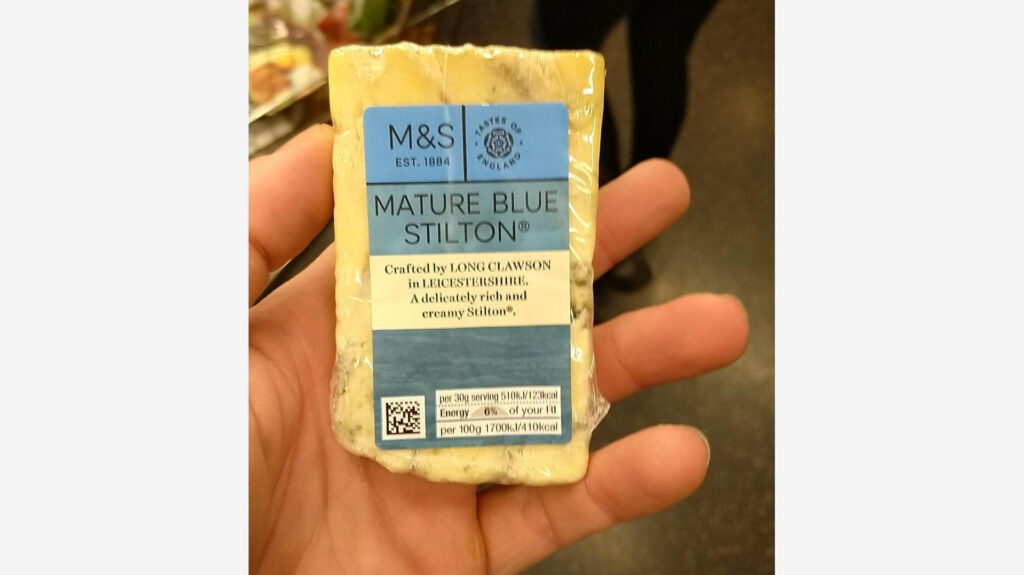 M&S
EST. 1884
TASTES OF
ENGLAND
MATURE BLUE
STILTON®
Crafted by LONG CLAWSON
in LEICESTERSHIRE.
A delicately rich and
creamy Stilton®.
per 30g serving 510kJ/123kcal
Energy 6% of your RI
per 100g 1700kJ/410kcal